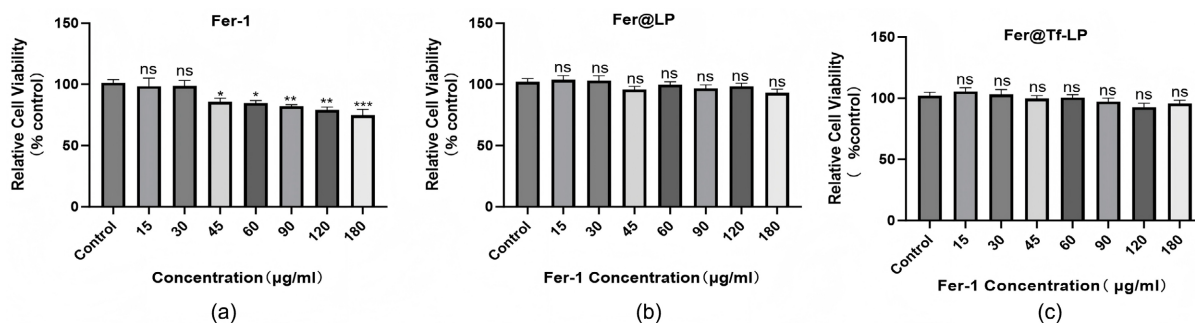 Fer-1
150
100
50
0
Relative Cell Viability
(% control)
ns
ns
*
*
**
**
***
Control
15
30
45
60
90
120
180
Concentration(μg/ml)
(a)
Fer@LP
150
100
50
0
Relative Cell Viability
(% control)
ns
ns
ns
ns
ns
ns
ns
Control
15
30
45
60
90
120
180
Fer-1 Concentration(μg/ml)
(b)
Fer@Tf-LP
150
100
50
0
Relative Cell Viability
( %control)
ns
ns
ns
ns
ns
ns
ns
Control
15
30
45
60
90
120
180
Fer-1 Concentration( μg/ml)
(c)